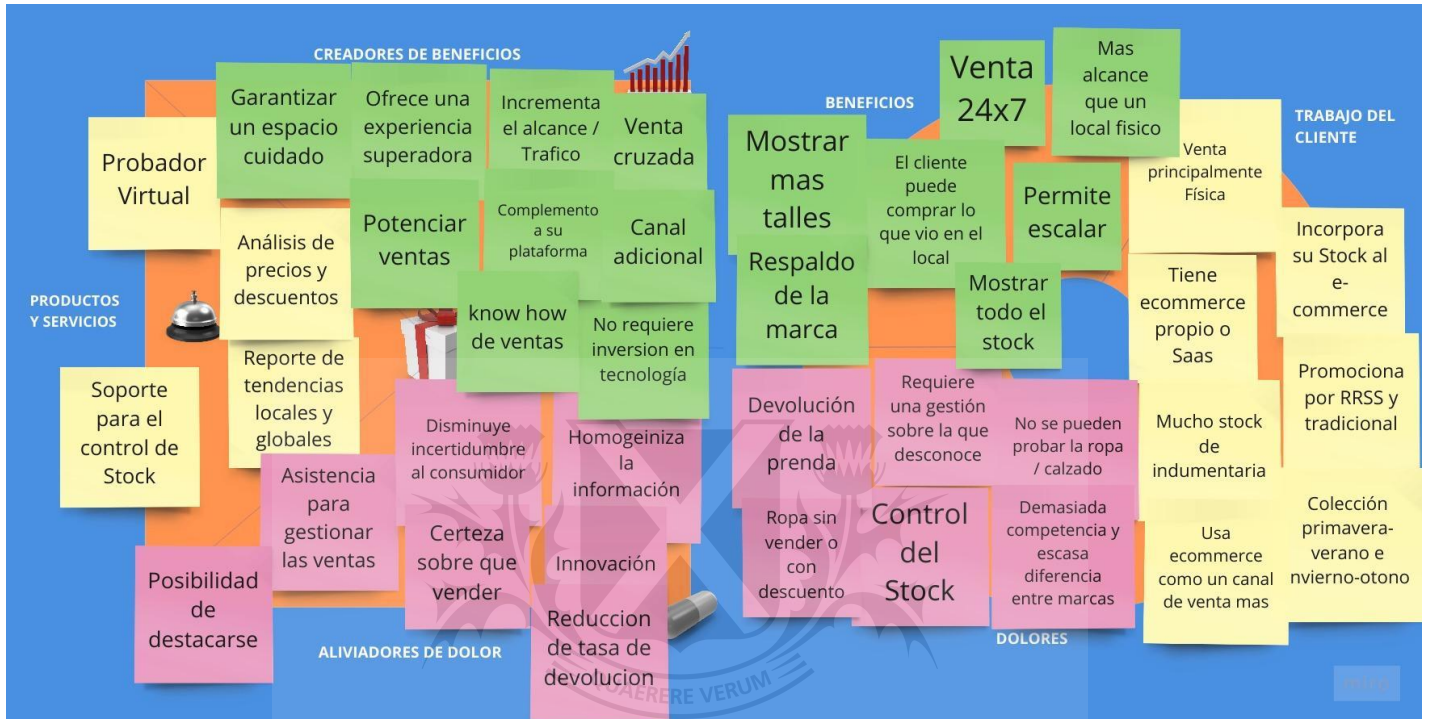 CREADORES DE BENEFICIOS
Garantizar
un espacio
cuidado
Ofrece una
experiencia
superadora
Incrementa
el alcance /
Trafico
Venta
cruzada
Probador
Virtual
Análisis de
precios y
descuentos
Potenciar
ventas
Complemento
a su
plataforma
Canal
adicional
PRODUCTOS
Y SERVICIOS
know how
de ventas
No requiere
inversion en
tecnología
Soporte
para el
control de
Stock
Reporte de
tendencias
locales y
globales
Disminuye
incertidumbre
al consumidor
Homogeiniza
la
información
Asistencia
para
gestionar
las ventas
Certeza
sobre que
vender
Innovación
Posibilidad
de
destacarse
Reduccion
de tasa de
devolucion
ALIVIADORES DE DOLOR
BENEFICIOS
Venta
24x7
Mas
alcance
que un
local fisico
TRABAJO DEL
CLIENTE
Mostrar
mas
talles
El cliente
puede
comprar lo
que vio en el
local
Permite
escalar
Venta
principalmente
Física
Respaldo
de la
marca
Mostrar
todo el
stock
Tiene
ecommerce
propio o
Saas
Incorpora
su Stock al
e-
commerce
Devolución
de la
prenda
Requiere
una gestión
sobre la que
desconoce
No se pueden
probar la ropa
/ calzado
Mucho stock
de
indumentaria
Promociona
por RRSS y
tradicional
Ropa sin
vender o
con
descuento
Control
del
Stock
Demasiada
competencia y
escasa
diferencia
entre marcas
Usa
ecommerce
como un canal
de venta mas
Colección
primavera-
verano e
nvierno-otono
DOLORES
QUAERERE VERUM
miro